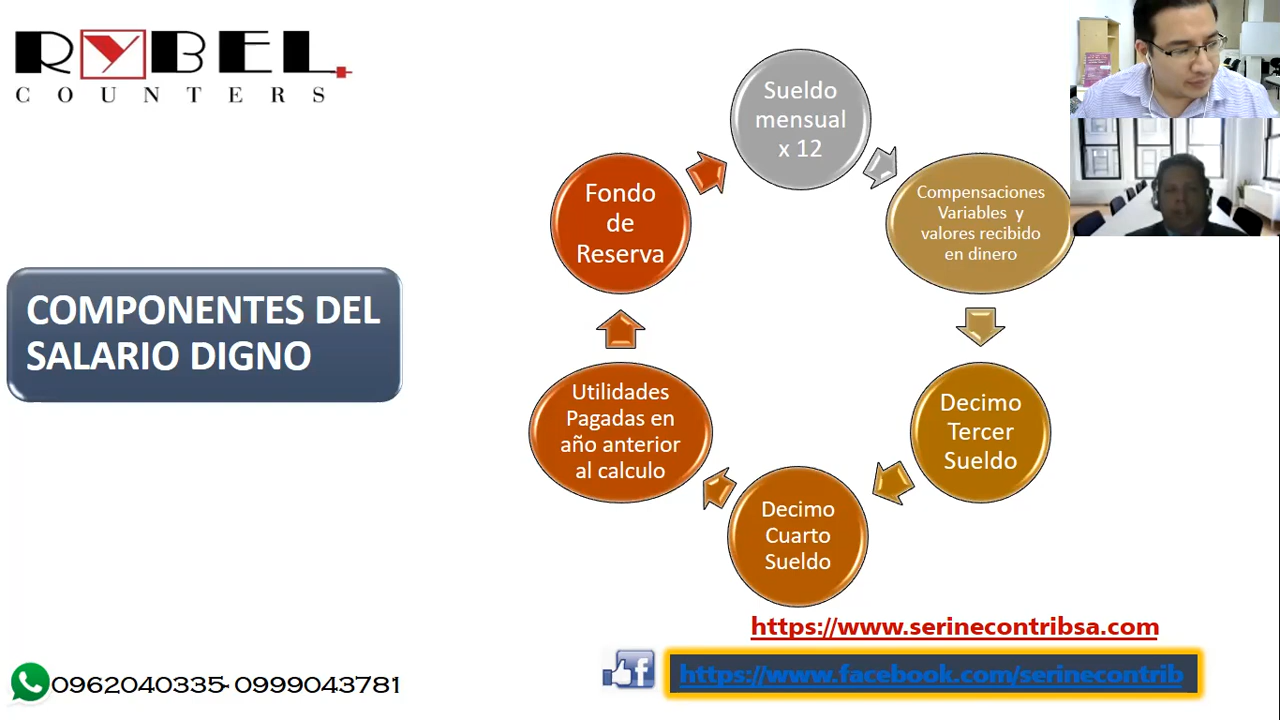 RYBEL.
COUNTERS
COMPONENTES DEL
SALARIO DIGNO
Sueldo
mensual
x 12
Compensaciones
Variables y
valores recibido
en dinero
Decimo
Tercer
Sueldo
Decimo
Cuarto
Sueldo
Utilidades
Pagadas en
año anterior
al calculo
Fondo
de
Reserva
https://www.serinecontribsa.com
f
https://www.facebook.com/serinecontrib
0962040335- 0999043781